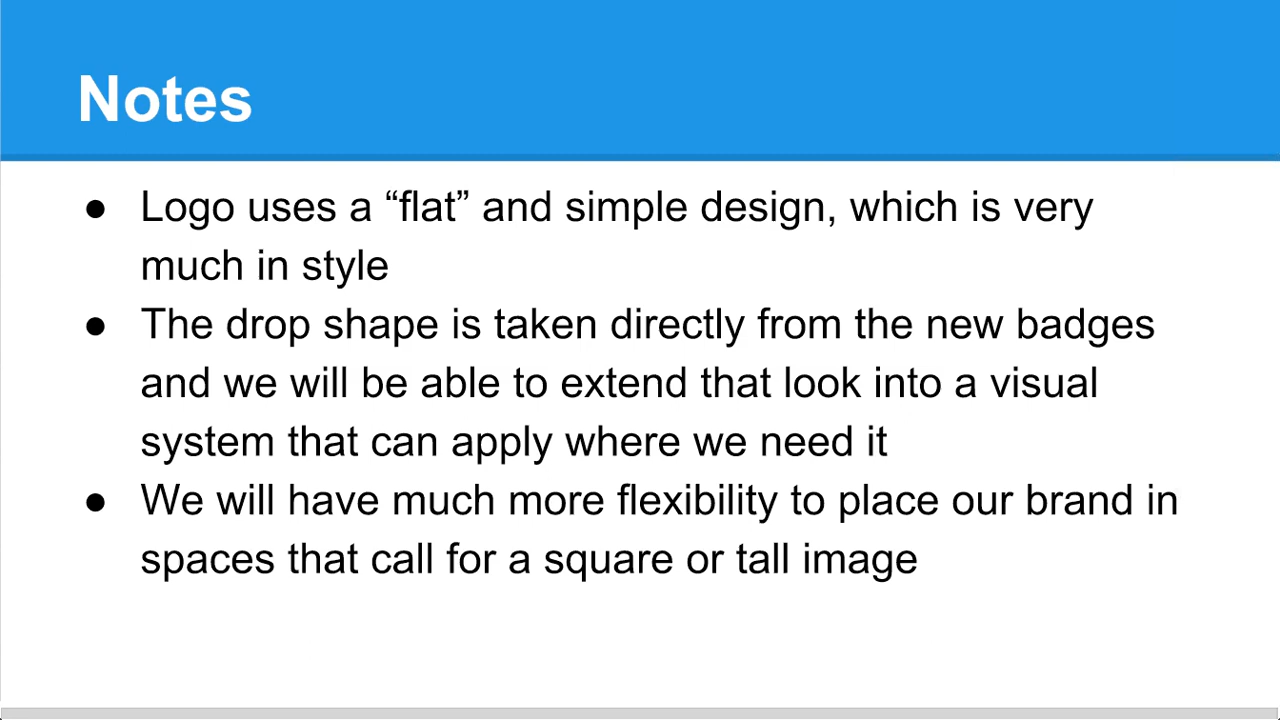 Notes
● Logo uses a “flat” and simple design, which is very
much in style
● The drop shape is taken directly from the new badges
and we will be able to extend that look into a visual
system that can apply where we need it
● We will have much more flexibility to place our brand in
spaces that call for a square or tall image